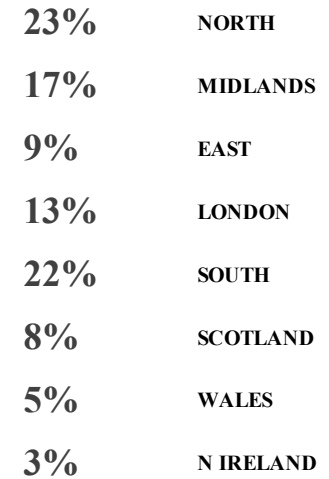 23% NORTH
17% MIDLANDS
9% EAST
13% LONDON
22% SOUTH
8% SCOTLAND
5% WALES
3% N IRELAND